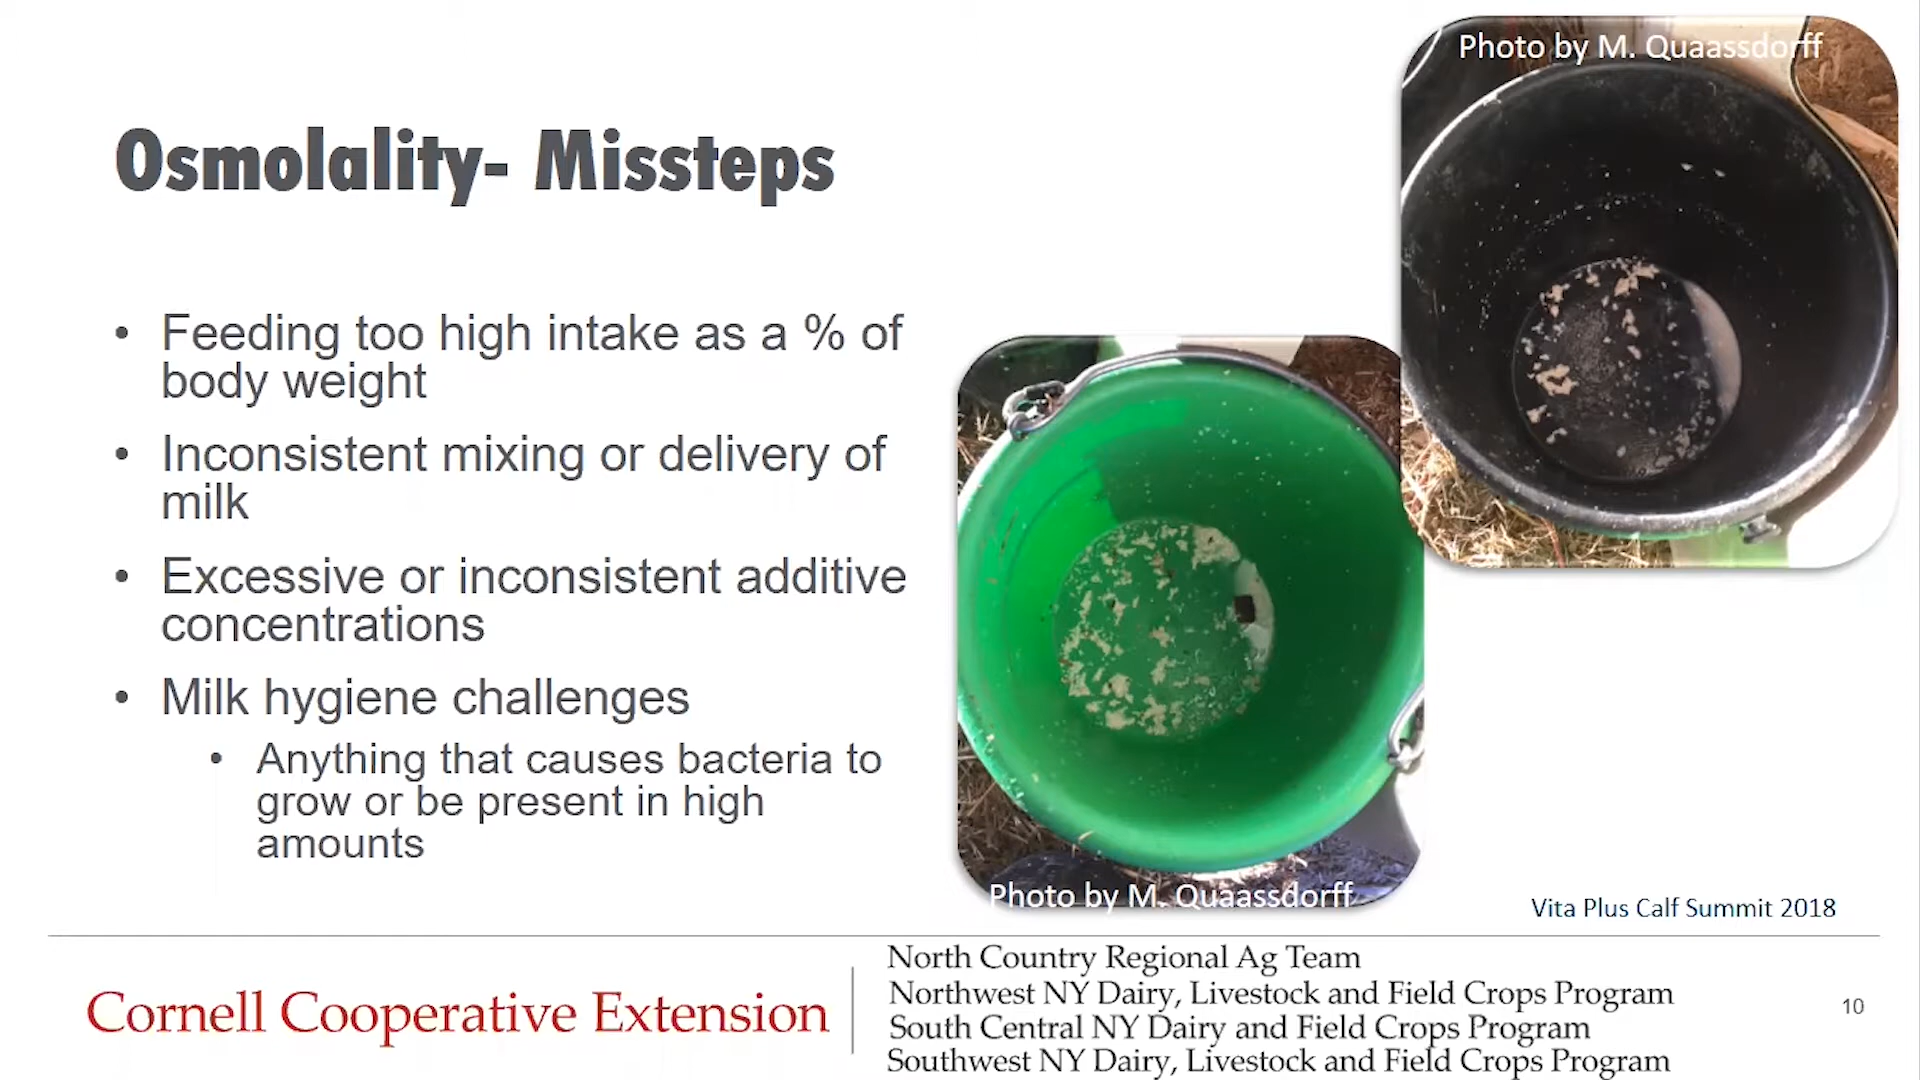 Photo by M. Quaassdorff
Osmolality- Missteps
• Feeding too high intake as a % of
body weight
• Inconsistent mixing or delivery of
milk
• Excessive or inconsistent additive
concentrations
• Milk hygiene challenges
• Anything that causes bacteria to
grow or be present in high
amounts
Photo by M. Quaassdorff
Vita Plus Calf Summit 2018
Cornell Cooperative Extension
North Country Regional Ag Team
Northwest NY Dairy, Livestock and Field Crops Program
South Central NY Dairy and Field Crops Program
Southwest NY Dairy, Livestock and Field Crops Program
10